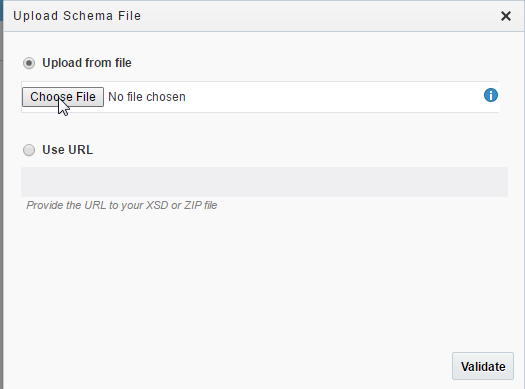 Upload Schema File
Upload from file
Choose File No file chosen
Use URL
Provide the URL to your XSD or ZIP file
Validate